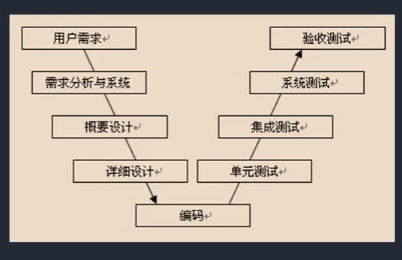 用户需求
验收测试
需求分析与系统
系统测试
概要设计
集成测试
详细设计
单元测试
编码